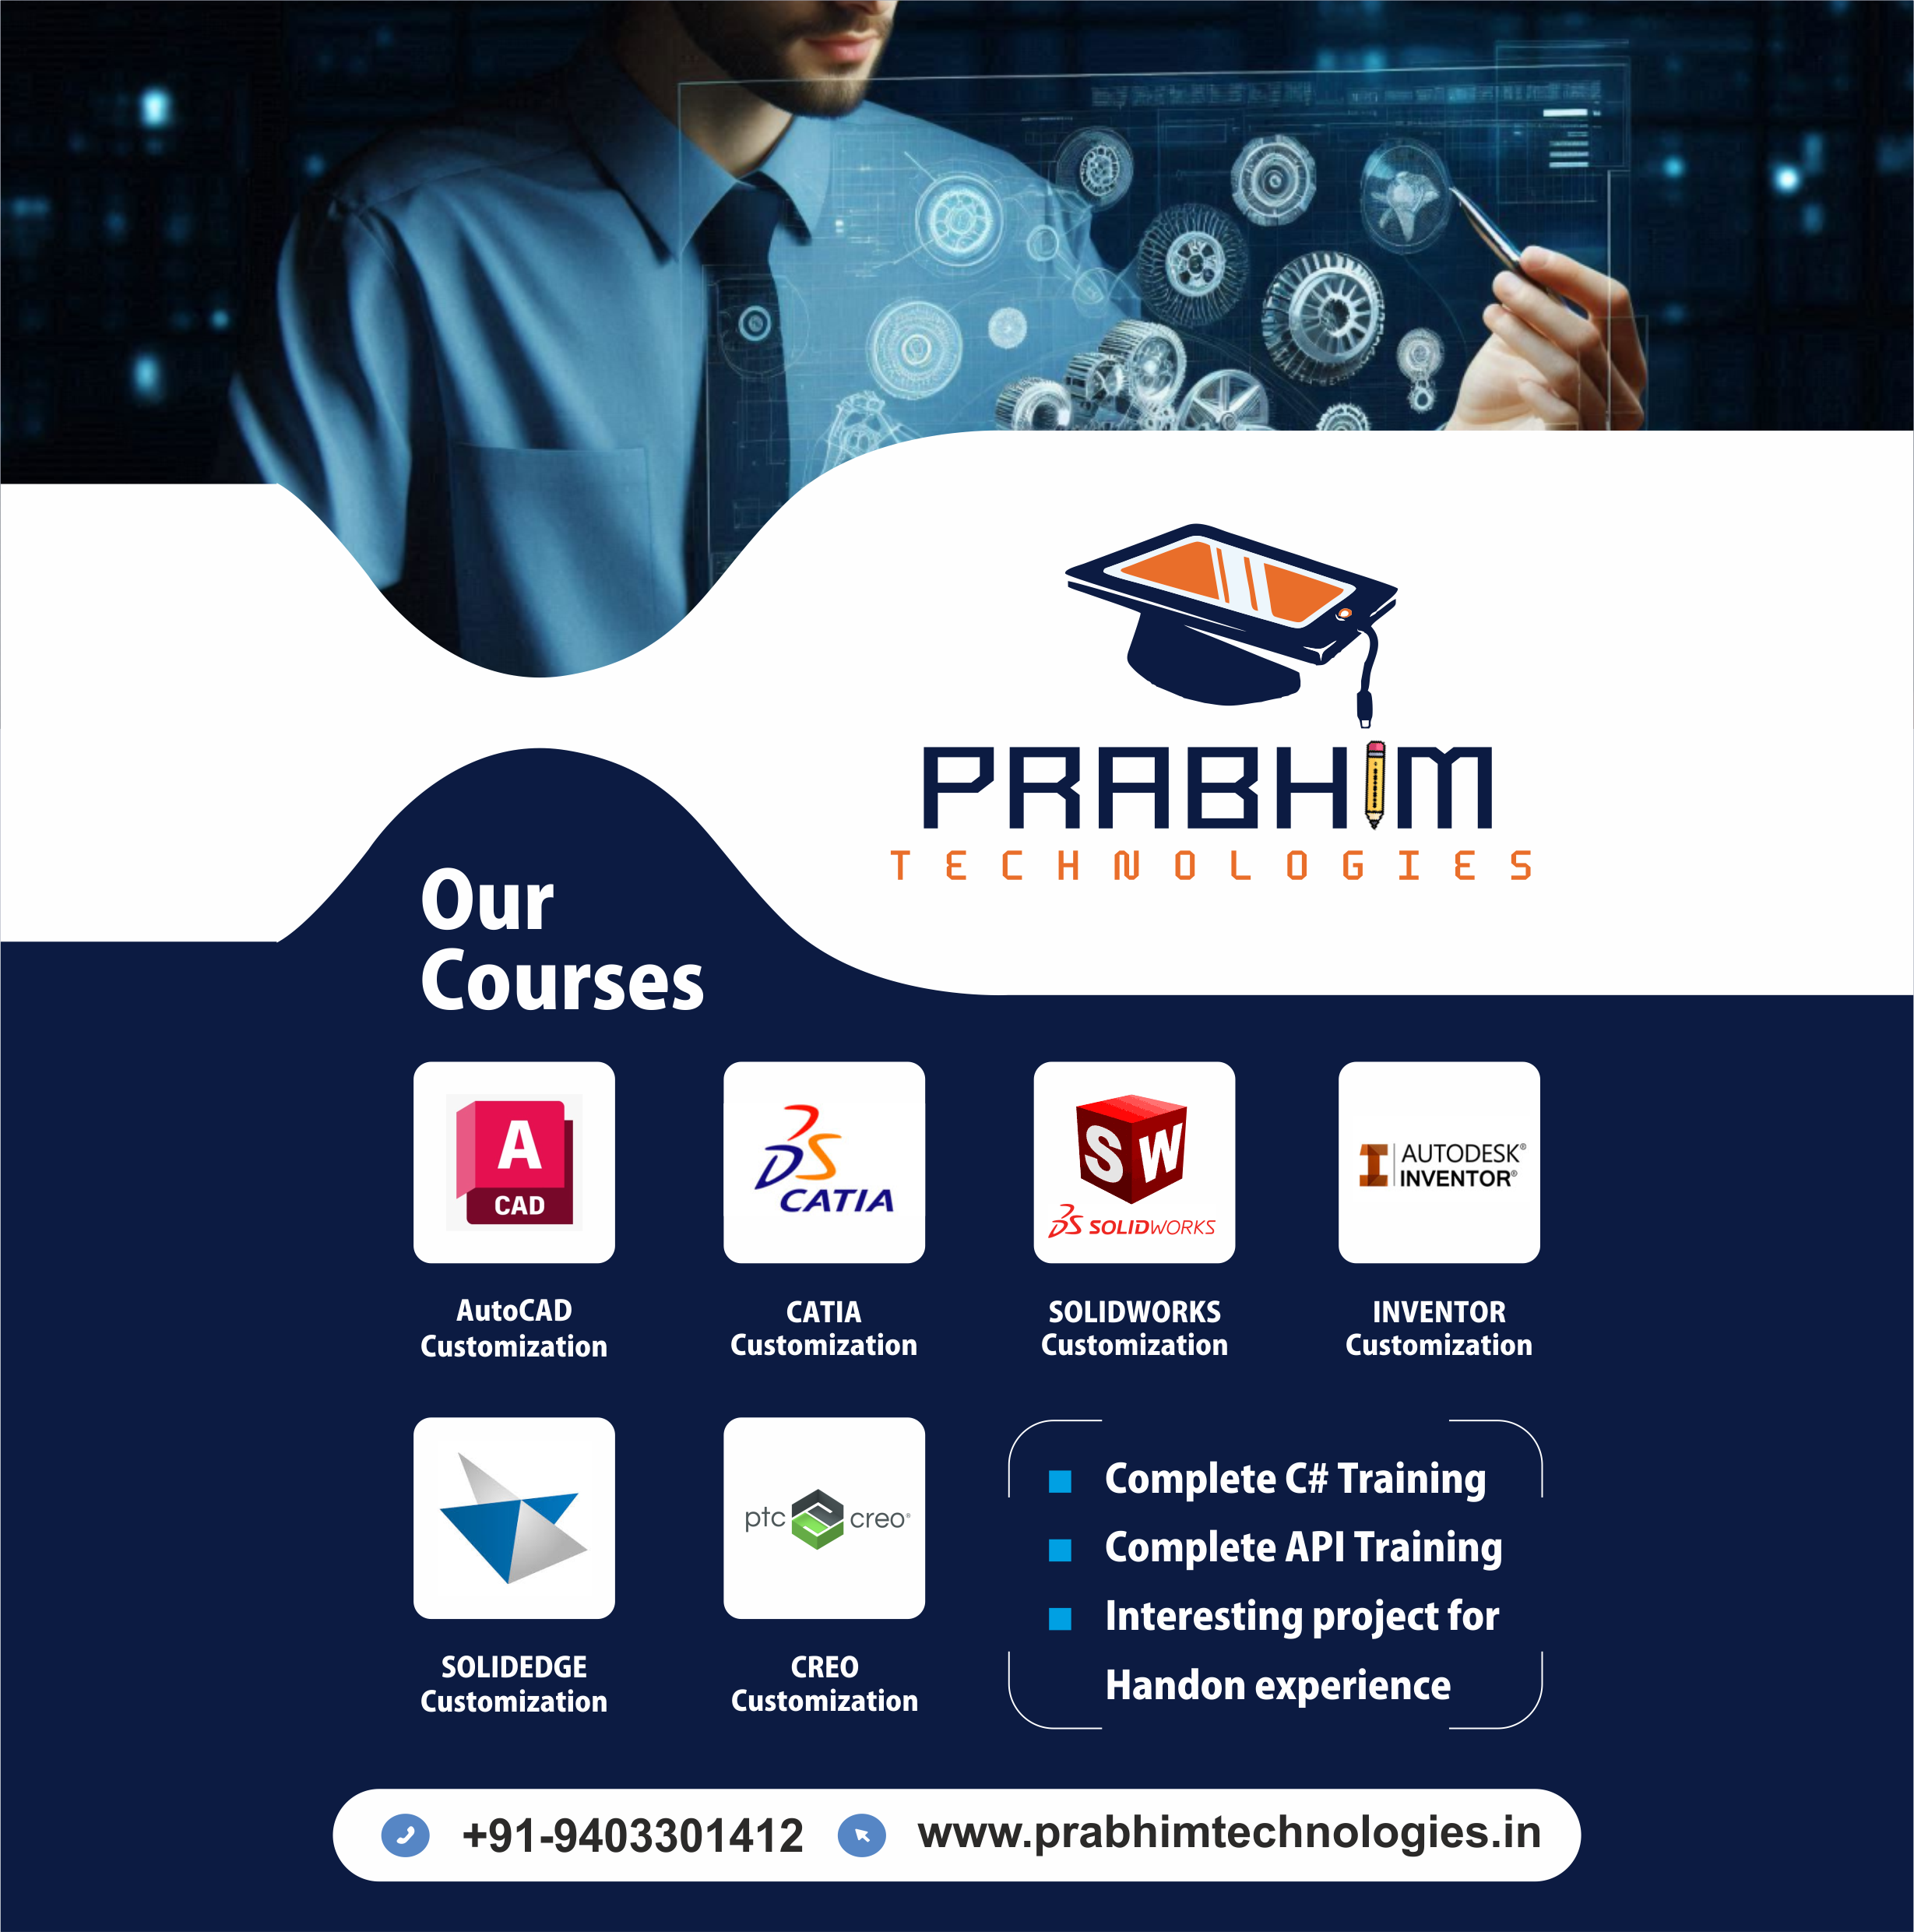 PRABHIM
TECHNOLOGIES
Our
Courses
A
CAD
CATIA
SW
SOLIDWORKS
AUTODESK®
INVENTOR®
AutoCAD
Customization
CATIA
Customization
SOLIDWORKS
Customization
INVENTOR
Customization
ptc creo®
SOLIDEDGE
Customization
CREO
Customization
Complete C# Training
Complete API Training
Interesting project for
Handon experience
+91-9403301412
www.prabhimtechnologies.in